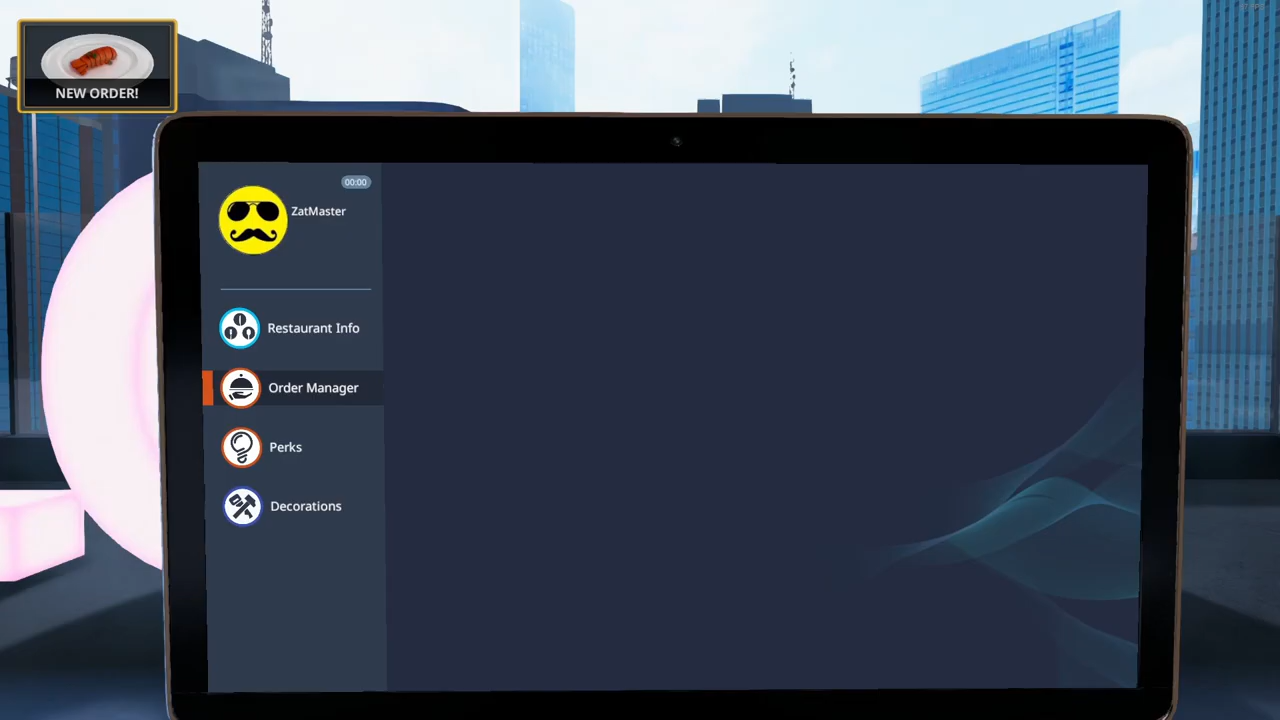 NEW ORDER!
00:00
ZatMaster
Restaurant Info
Order Manager
Perks
Decorations